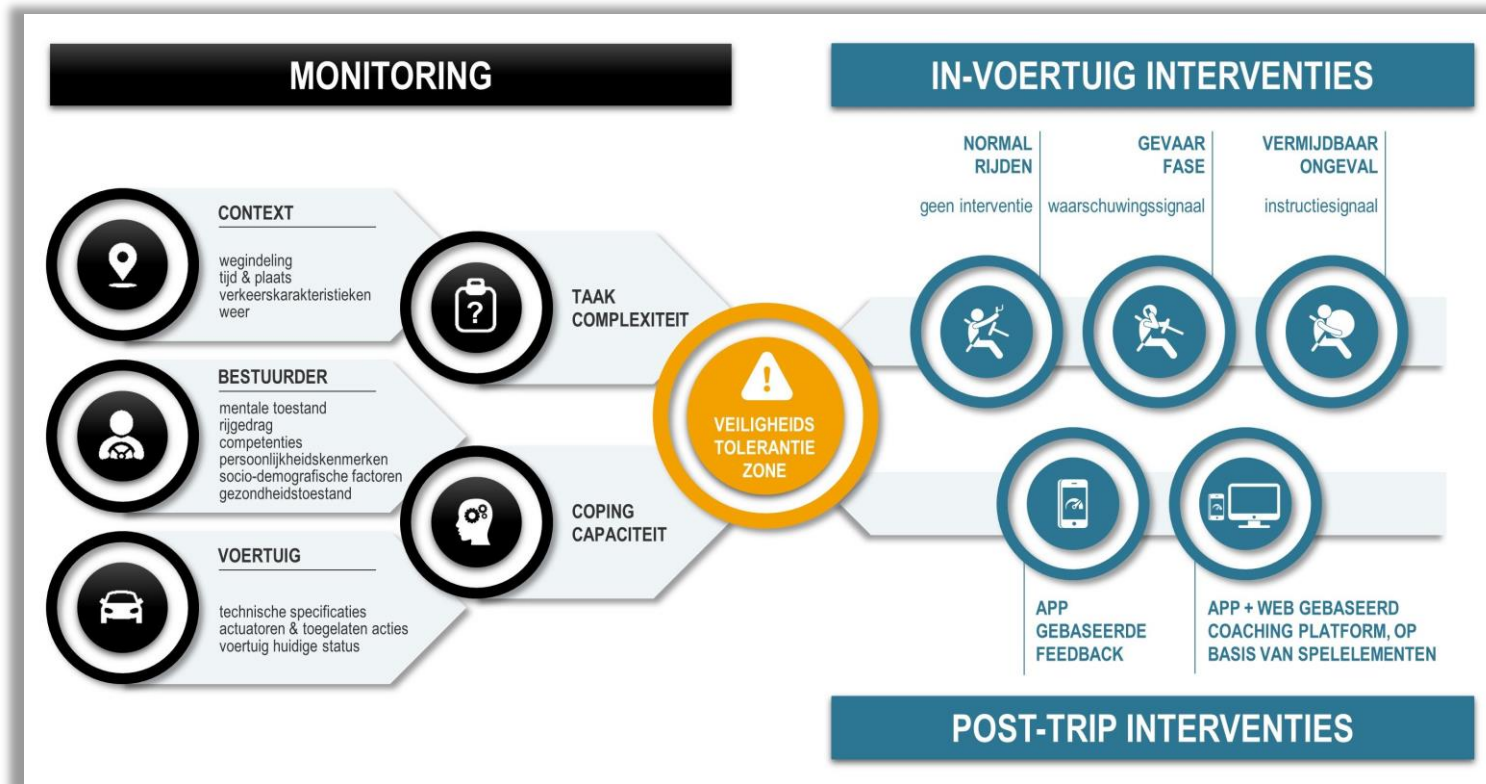 MONITORING
CONTEXT
wegindeling
tijd & plaats
verkeerskarakteristieken
weer
BESTUURDER
mentale toestand
rijgedrag
competenties
persoonlijkheidskenmerken
socio-demografische factoren
gezondheidstoestand
VOERTUIG
technische specificaties
actuatoren & toegelaten acties
voertuig huidige status
?
TAAK
COMPLEXITEIT
COPING
CAPACITEIT
!
VEILIGHEIDS
TOLERANTIE
ZONE
IN-VOERTUIG INTERVENTIES
NORMAL
RIJDEN
geen interventie
GEVAAR
FASE
waarschuwingssignaal
VERMIJDBAAR
ONGEVAL
instructiesignaal
APP
GEBASEERDE
FEEDBACK
APP + WEB GEBASEERD
COACHING PLATFORM, OP
BASIS VAN SPELELEMENTEN
POST-TRIP INTERVENTIES